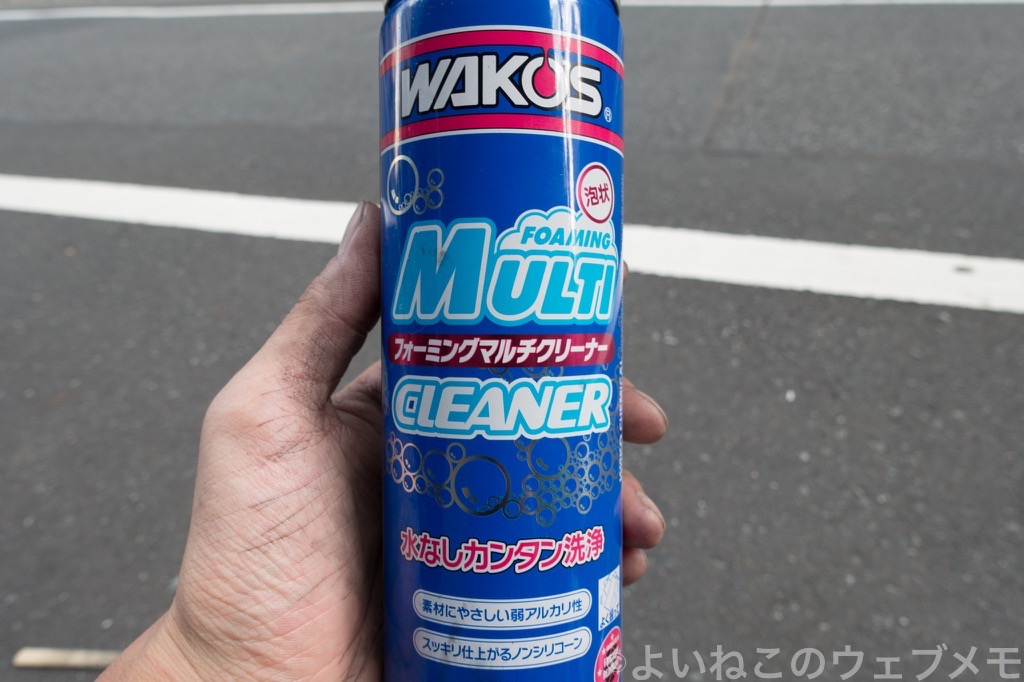 WAKO'S®
泡状
FOAMING
MULTI
フォーミングマルチクリーナー
CLEANER
水なしカンタン洗浄
素材にやさしい弱アルカリ性
スッキリ仕上がるノンシリコーン
©よいねこのウェブメモ